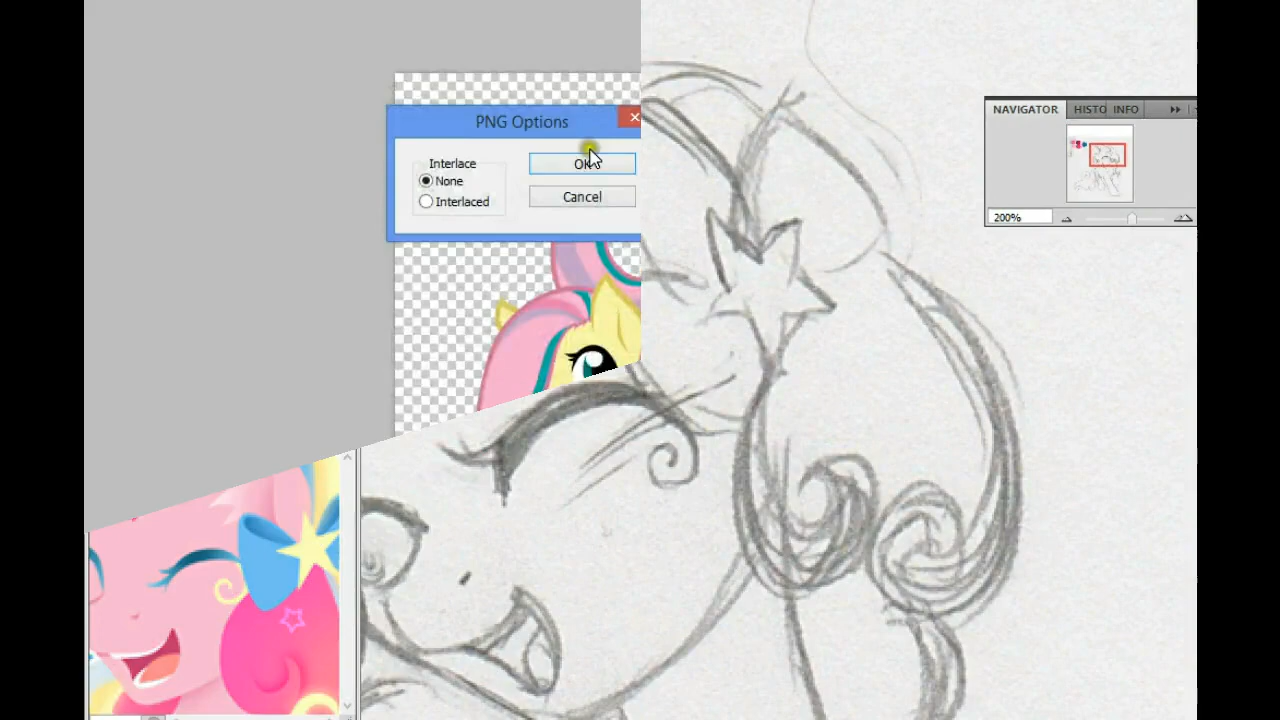 PNG Options
Interlace
None
Interlaced
OK
Cancel
NAVIGATOR
HISTO
INFO
200%